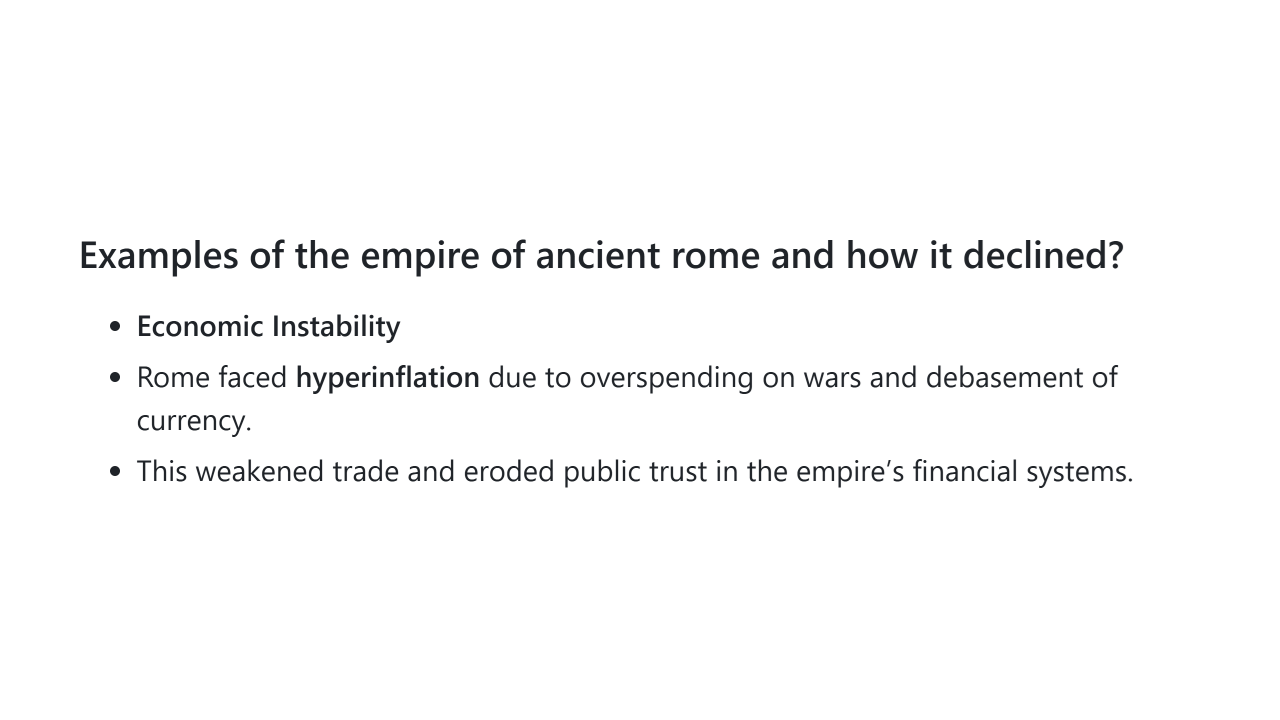 Examples of the empire of ancient rome and how it declined?
• Economic Instability
• Rome faced hyperinflation due to overspending on wars and debasement of
currency.
• This weakened trade and eroded public trust in the empire’s financial systems.